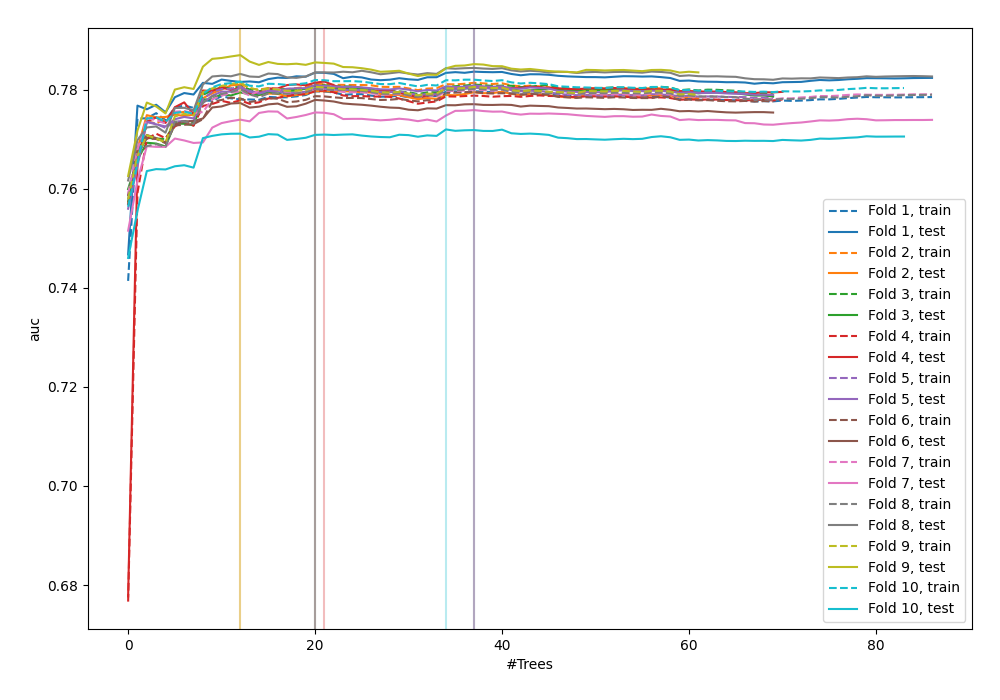 0.78
0.76
0.74
0.72
0.70
0.68
auc
0
20
40
60
80
#Trees
Fold 1, train
Fold 1, test
Fold 2, train
Fold 2, test
Fold 3, train
Fold 3, test
Fold 4, train
Fold 4, test
Fold 5, train
Fold 5, test
Fold 6, train
Fold 6, test
Fold 7, train
Fold 7, test
Fold 8, train
Fold 8, test
Fold 9, train
Fold 9, test
Fold 10, train
Fold 10, test